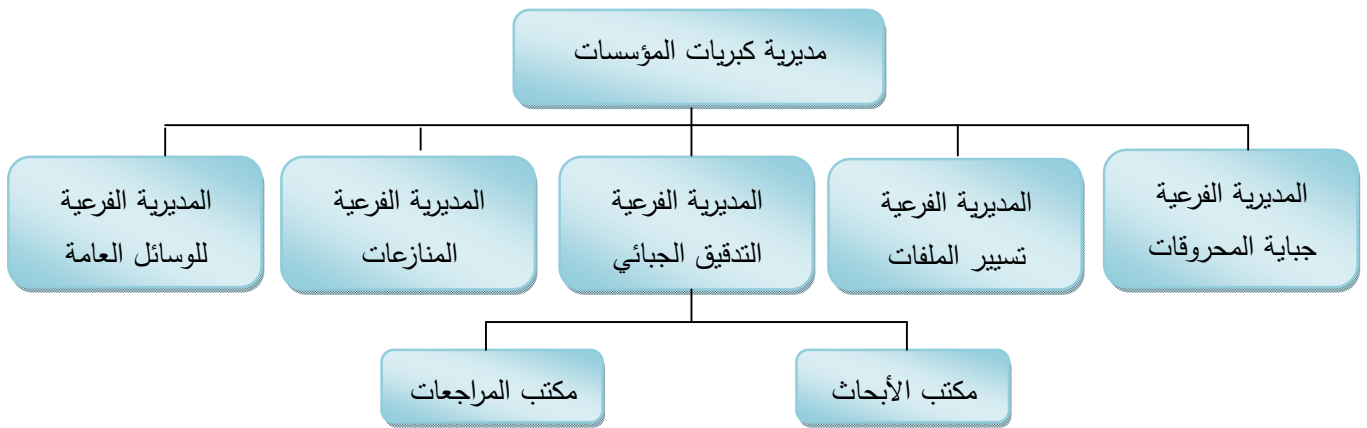 مديرية كبريات المؤسسات
المديرية الفرعية
جباية المحروقات
المديرية الفرعية
تسيير الملفات
المديرية الفرعية
التدقيق الجبائي
المديرية الفرعية
المنازعات
المديرية الفرعية
للوسائل العامة
مكتب الأبحاث
مكتب المراجعات